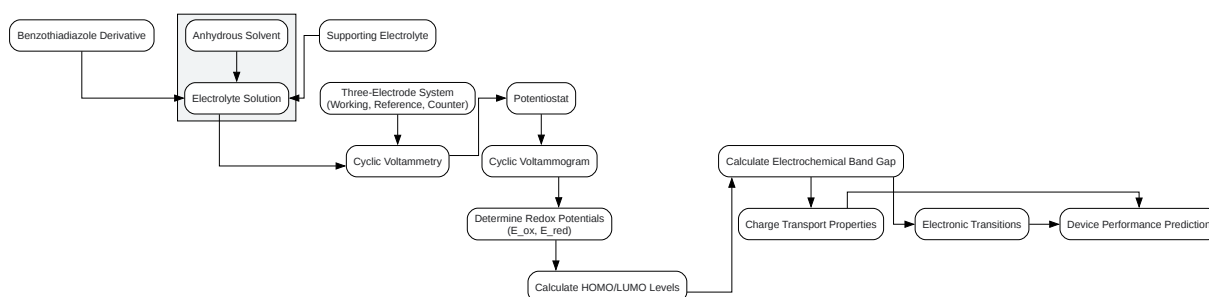 Benzothiadiazole Derivative
Anhydrous Solvent
Supporting Electrolyte
Electrolyte Solution
Three-Electrode System
(Working, Reference, Counter)
Potentiostat
Cyclic Voltammetry
Cyclic Voltammogram
Determine Redox Potentials
(E_ox, E_red)
Calculate HOMO/LUMO Levels
Calculate Electrochemical Band Gap
Charge Transport Properties
Electronic Transitions
Device Performance Prediction